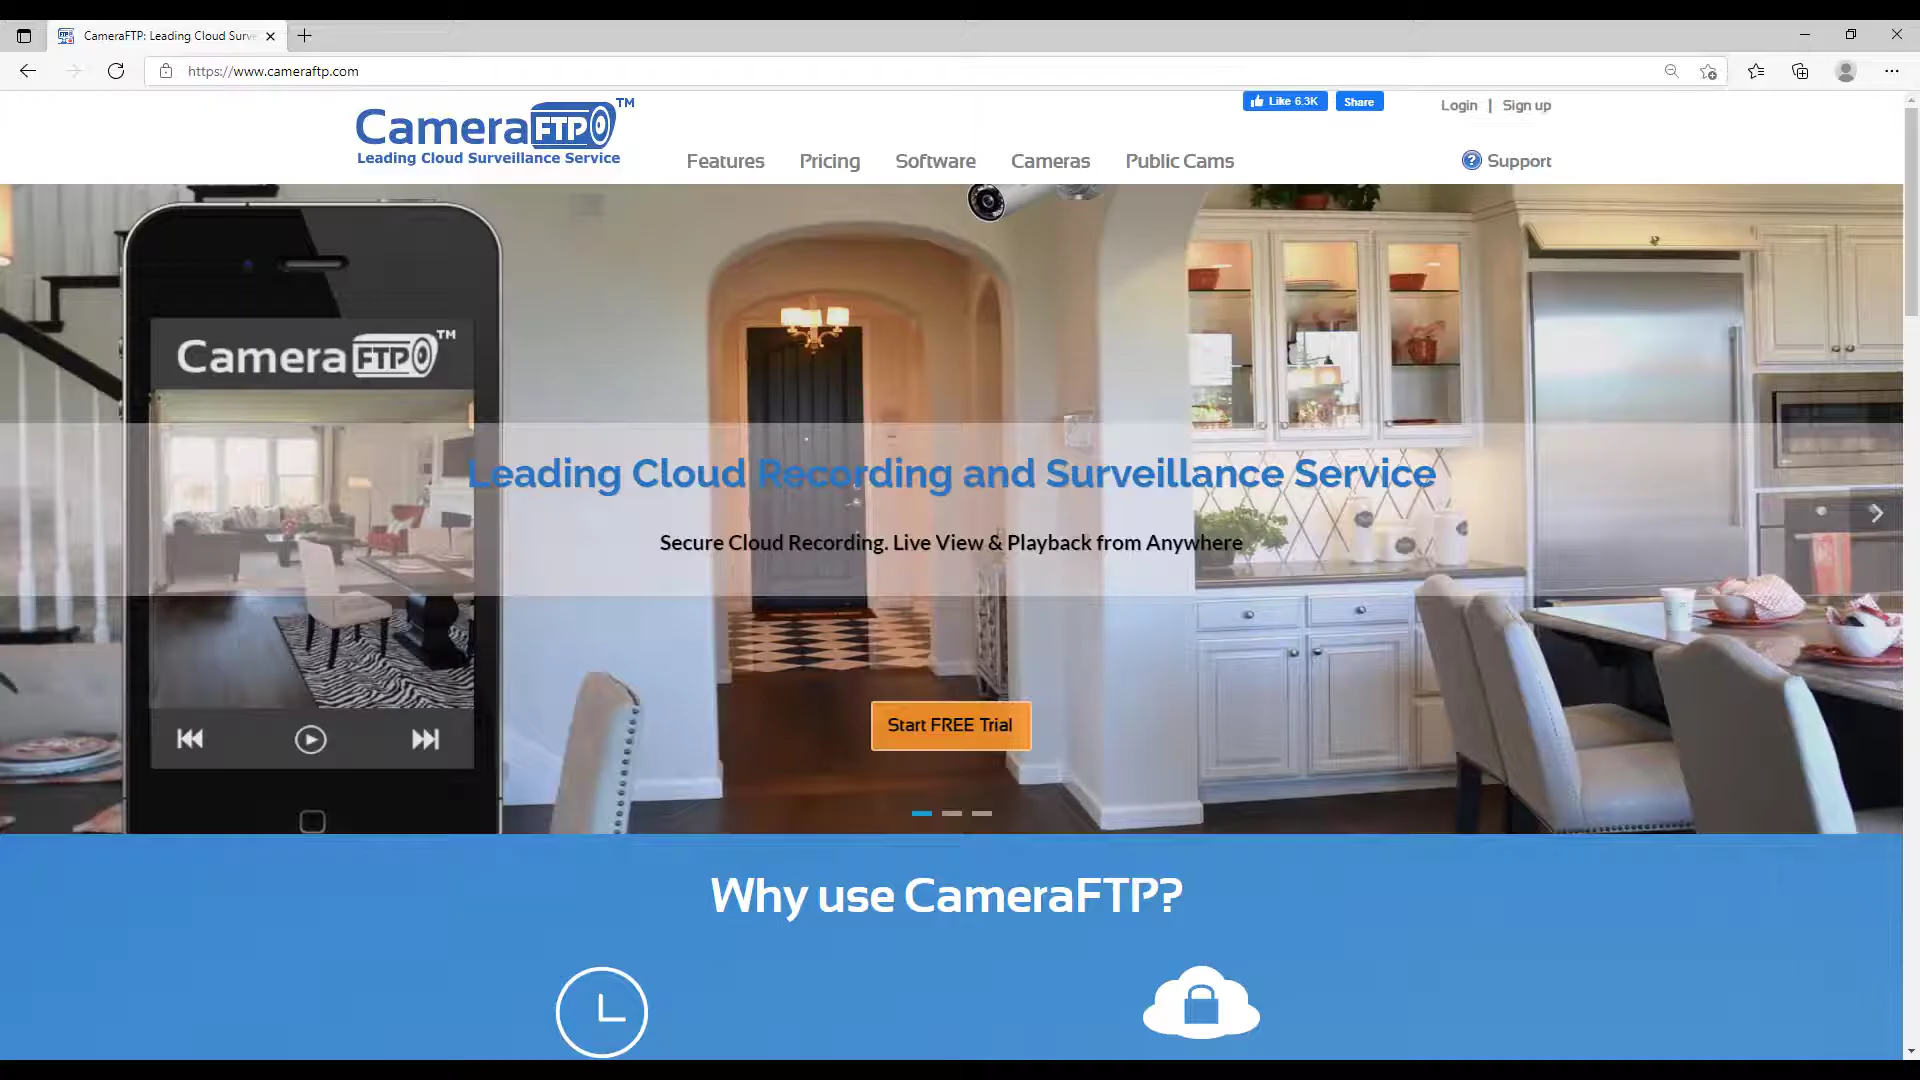 CameraFTP: Leading Cloud Surve
https://www.cameraftp.com
CameraFTP™
Leading Cloud Surveillance Service
Like 6.3K
Share
Login | Sign up
Features
Pricing
Software
Cameras
Public Cams
Support
CameraFTP™
Leading Cloud Recording and Surveillance Service
Secure Cloud Recording. Live View & Playback from Anywhere
Start FREE Trial
Why use CameraFTP?